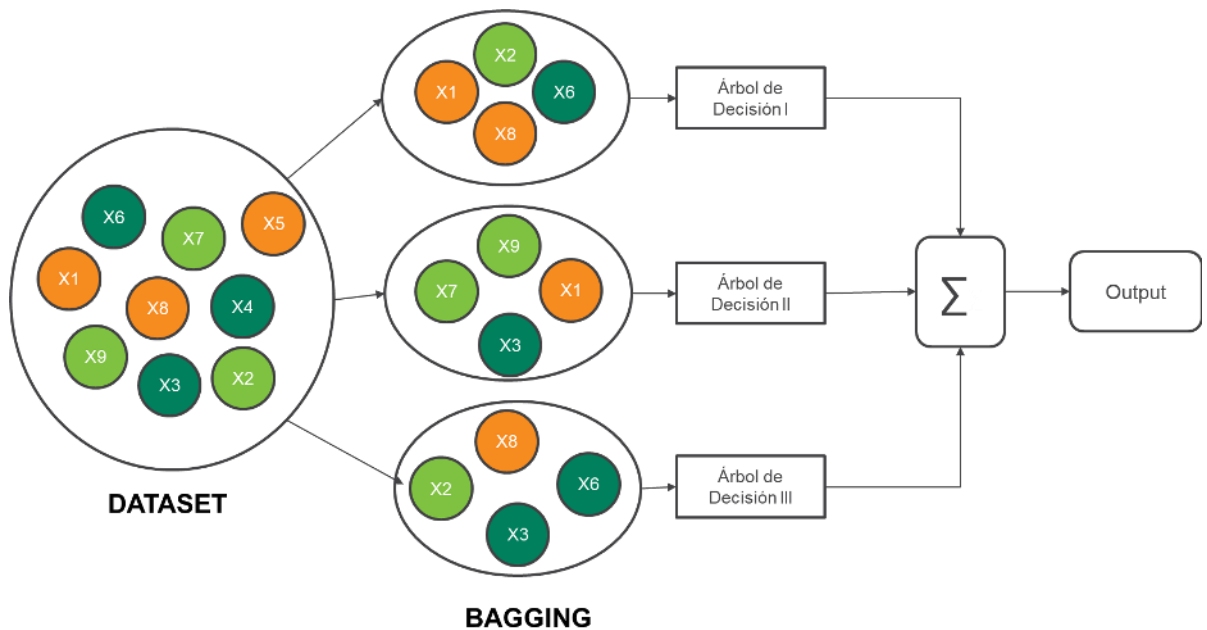 X6
X7
X5
X1
X8
X4
X9
X3
X2
DATASET
X2
X1
X6
X8
X9
X7
X1
X3
X8
X2
X6
X3
BAGGING
Árbol de
Decisión I
Árbol de
Decisión II
Árbol de
Decisión III
∑
Output